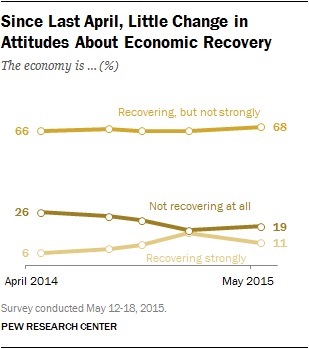 Since Last April, Little Change in
Attitudes About Economic Recovery
The economy is ... (%)
Recovering, but not strongly
66
68
Not recovering at all
26
19
11
6
Recovering strongly
April 2014
May 2015
Survey conducted May 12-18, 2015.
PEW RESEARCH CENTER